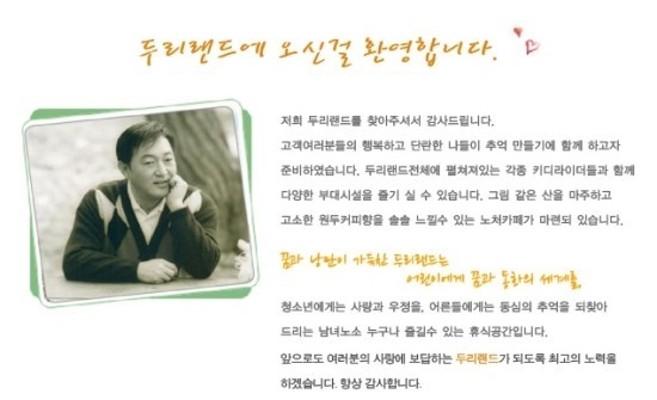 두리랜드에 오신걸 환영합니다.
저희 두리랜드를 찾아주셔서 감사드립니다.
고객여러분들의 행복하고 단란한 나들이 추억 만들기에 함께 하고자
준비하였습니다. 두리랜드전체에 펼쳐져있는 각종 키디라이더들과 함께
다양한 부대시설을 즐기 실 수 있습니다. 그림 같은 산을 마주하고
고소한 원두커피향을 솔솔 느낄수 있는 노천카페가 마련되 있습니다.
꿈과 낭만이 가득한 두리랜드는
어린이에게 꿈과 동화의 세계를,
청소년에게는 사랑과 우정을, 어른들에게는 동심의 추억을 되찾아
드리는 남녀노소 누구나 즐길수 있는 휴식공간입니다.
앞으로도 여러분의 사랑에 보답하는 두리랜드가 되도록 최고의 노력을
하겠습니다. 항상 감사합니다.